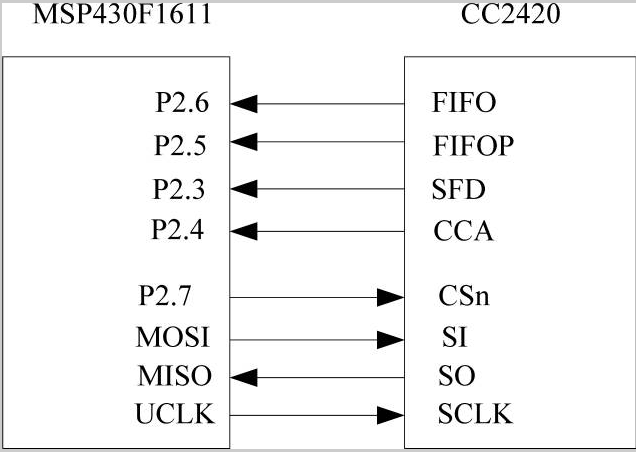 MSP430F1611 CC2420
P2.6 FIFO
P2.5 FIFOP
P2.3 SFD
P2.4 CCA
P2.7 CSn
MOSI SI
MISO SO
UCLK SCLK